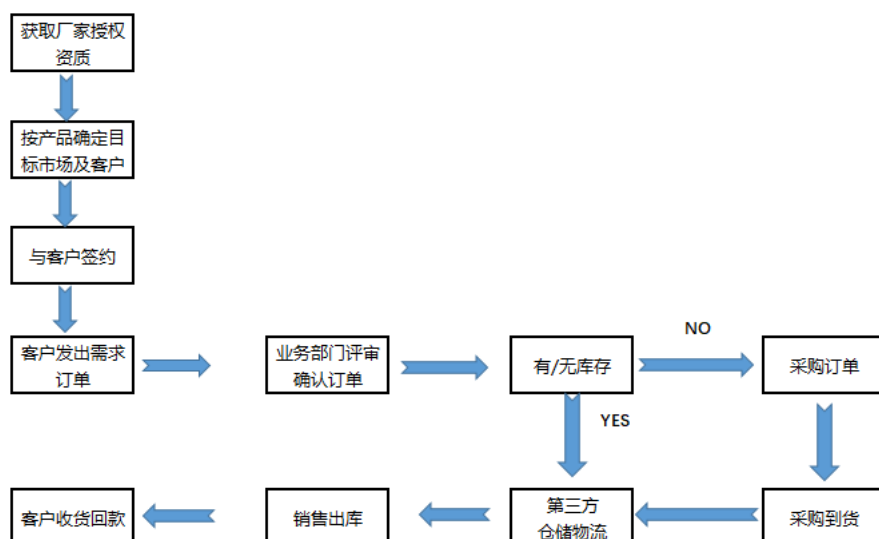 获取厂家授权
资质
按产品确定目
标市场及客户
与客户签约
客户发出需求
订单
业务部门评审
确认订单
有/无库存
NO
采购订单
YES
客户收货回款
销售出库
第三方
仓储物流
采购到货